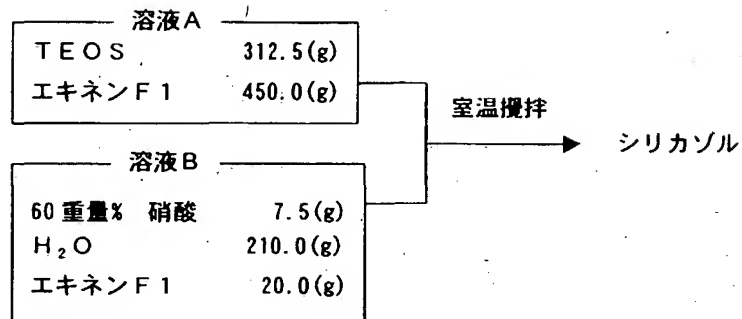 溶液A
TEOS 312.5(g)
エキネンF1 450.0(g)
室温攪拌
シリカゾル
溶液B
60重量% 硝酸 7.5(g)
H₂O 210.0(g)
エキネンF1 20.0(g)